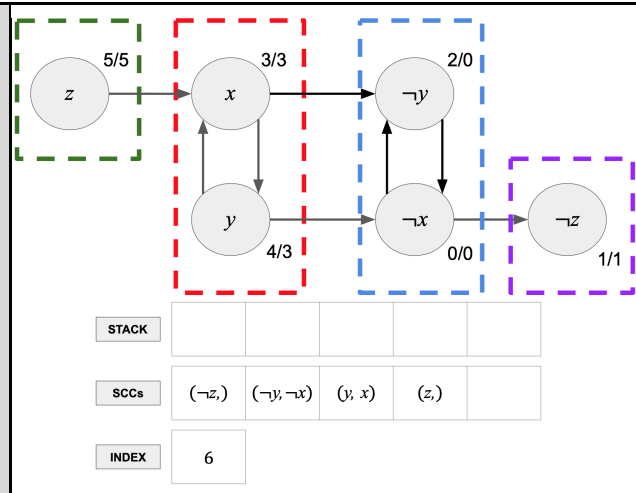 5/5 3/3 2/0
z x ¬y
y ¬x ¬z
4/3 0/0 1/1
STACK
SCCs (¬z,) (¬y,¬x) (y, x) (z,)
INDEX 6